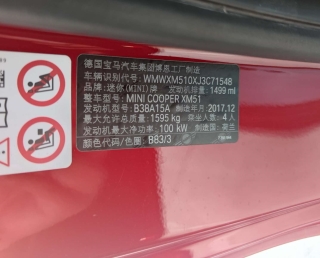 德国宝马汽车集团博恩工厂制造
车辆识别代号: WMWXM510XJ3C71548
品牌: 迷你(MINI)牌 发动机排量: 1499 ml
整车型号: MINI COOPER XM51
发动机型号: B38A15A 制造年月: 2017.12
最大允许总质量: 1595 kg 乘坐人数: 4 人
发动机最大净功率: 100 kW 制造国: 荷兰
颜色代码/色圈: B83/3